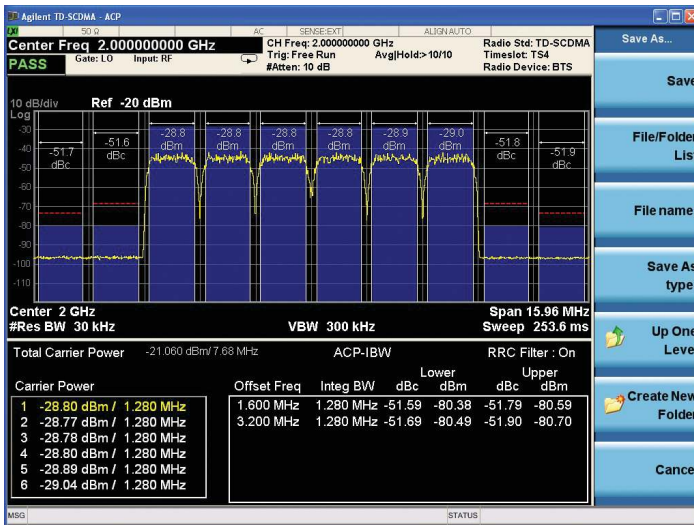 Agilent TD-SCDMA - ACP
LXI
50 Ω AC SENSE:EXT ALIGN AUTO
Center Freq 2.000000000 GHz
PASS
Gate: LO Input: RF
CH Freq: 2.000000000 GHz
Trig: Free Run Avg|Hold:> 10/10
#Atten: 10 dB
Radio Std: TD-SCDMA
Timeslot: TS4
Radio Device: BTS
10 dB/div Ref -20 dBm
Log
-30
-40
-50
-60
-70
-80
-90
-100
-110
-51.7
dBc
-51.6
dBc
-28.8
dBm
-28.8
dBm
-28.8
dBm
-28.8
dBm
-28.9
dBm
-29.0
dBm
-51.8
dBc
-51.9
dBc
Center 2 GHz Span 15.96 MHz
#Res BW 30 kHz VBW 300 kHz Sweep 253.6 ms
Total Carrier Power -21.060 dBm/ 7.68 MHz ACP-IBW RRC Filter : On
Lower Upper
Carrier Power
Offset Freq Integ BW dBc dBm dBc dBm
1 -28.80 dBm / 1.280 MHz
2 -28.77 dBm / 1.280 MHz
3 -28.78 dBm / 1.280 MHz
4 -28.80 dBm / 1.280 MHz
5 -28.89 dBm / 1.280 MHz
6 -29.04 dBm / 1.280 MHz
1.600 MHz 1.280 MHz -51.59 -80.38 -51.79 -80.59
3.200 MHz 1.280 MHz -51.69 -80.49 -51.90 -80.70
MSG STATUS
Save As...
Save
File/Folder
Lis
File name
Save As
type
Up One
Leve
Create New
Folder
Cance